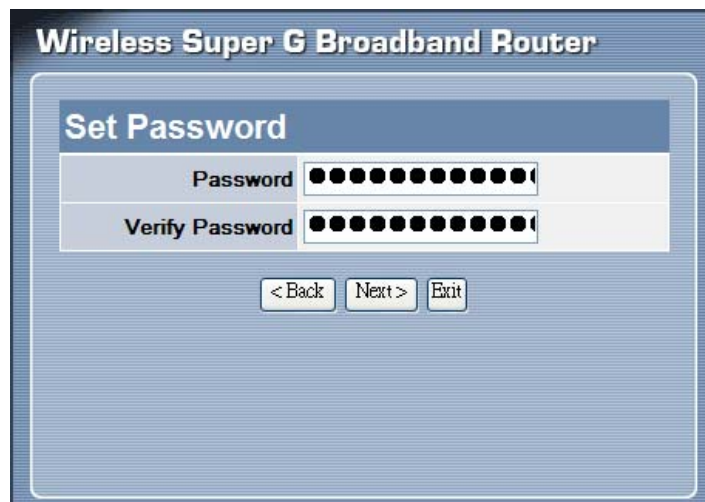 Wireless Super G Broadband Router
Set Password
Password
Verify Password
< Back Next > Exit